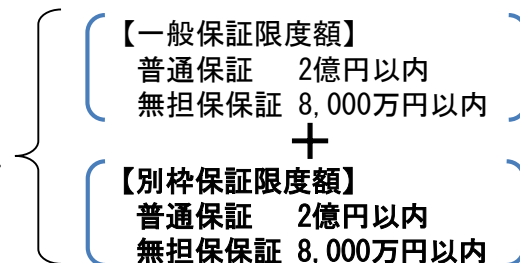 【一般保証限度額】
普通保証 2億円以内
無担保保証 8,000万円以内
＋
【別枠保証限度額】
普通保証 2億円以内
無担保保証 8,000万円以内